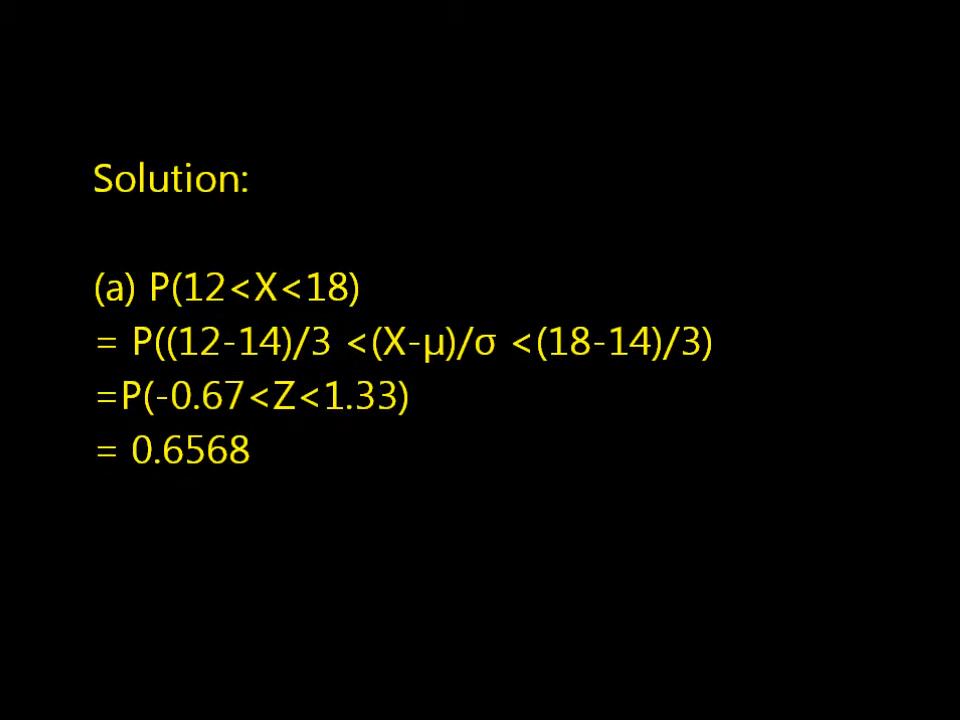 Solution:
(a) P(12<X<18)
= P((12-14)/3 <(X-μ)/σ <(18-14)/3)
=P(-0.67<Z<1.33)
= 0.6568